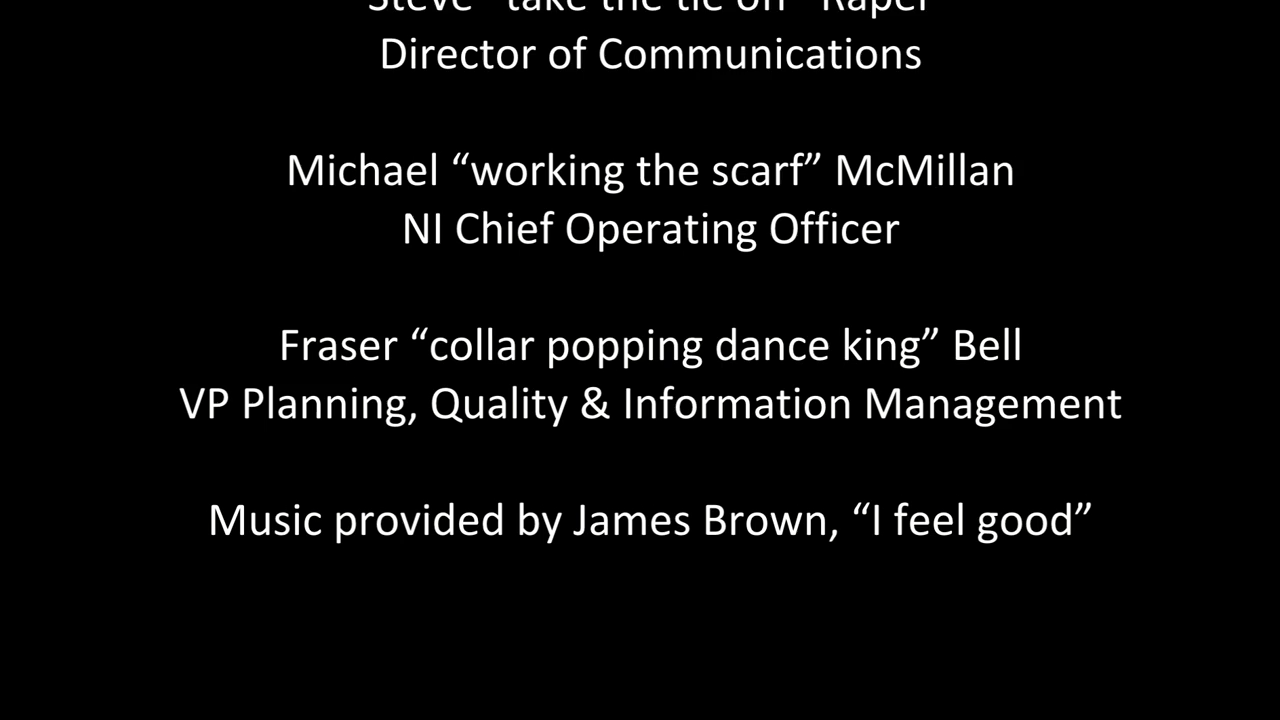 Steve “take the tie off” Raper
Director of Communications
Michael “working the scarf” McMillan
NI Chief Operating Officer
Fraser “collar popping dance king” Bell
VP Planning, Quality & Information Management
Music provided by James Brown, “I feel good”